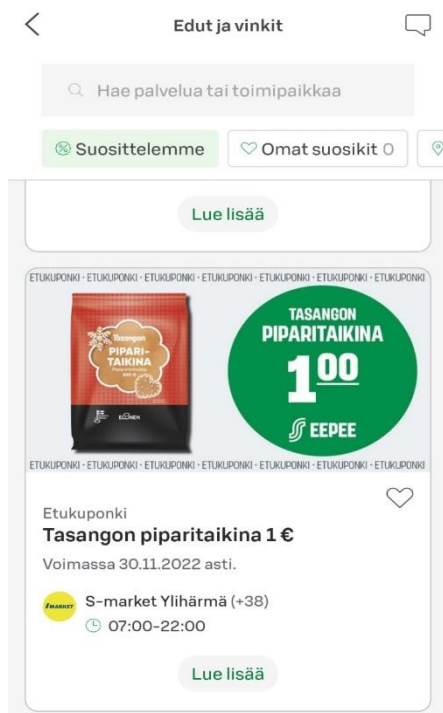 Edut ja vinkit
Hae palvelua tai toimipaikkaa
Suosittelemme
Omat suosikit 0
Lue lisää
ETUKUPONKI · ETUKUPONKI · ETUKUPONKI · ETUKUPONKI · ETUKUPONKI · ETUKUPONKI · ETUKUPONKI
Tasangon
PIPARI-
TAIKINA
TASANGON
PIPARITAIKINA
1 00
EEPEE
ETUKUPONKI · ETUKUPONKI · ETUKUPONKI · ETUKUPONKI · ETUKUPONKI · ETUKUPONKI · ETUKUPONKI
Etukuponki
Tasangon piparitaikina 1 €
Voimassa 30.11.2022 asti.
S-MARKET
S-market Ylihärmä (+38)
07:00-22:00
Lue lisää